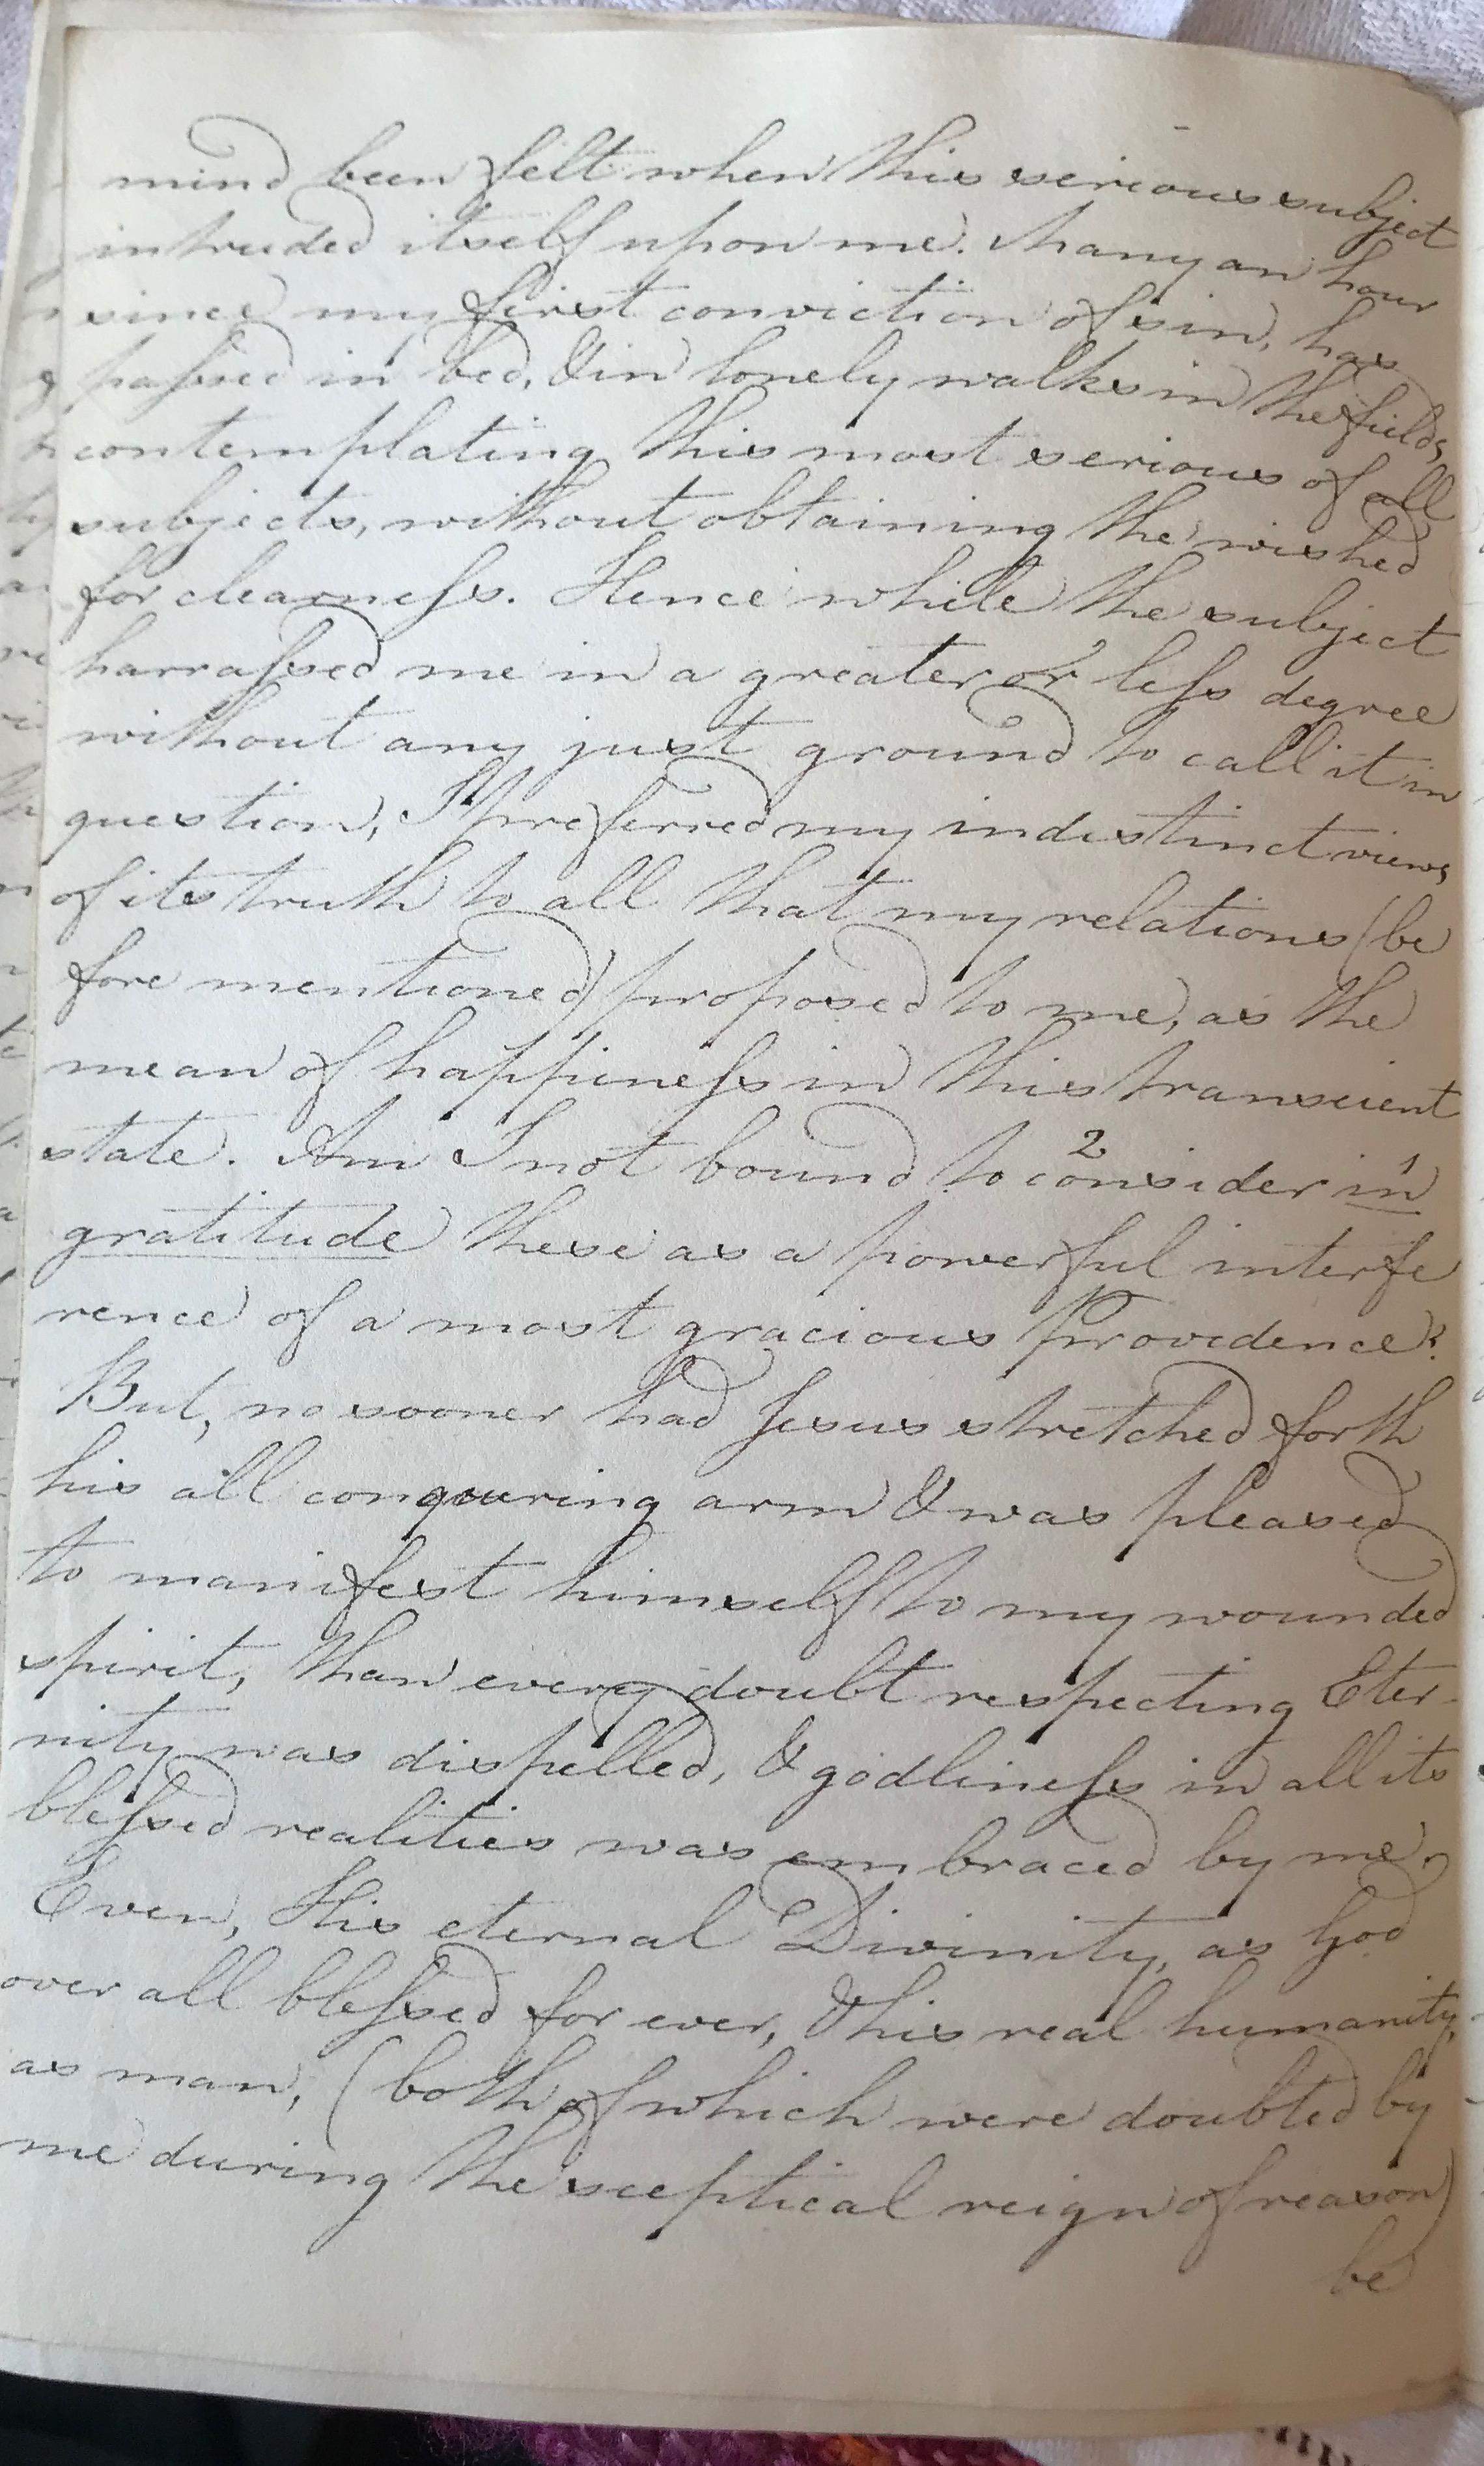 mind been felt when this serious subject
intruded itself upon me. Many an hour
since my first conviction of sin, has
paſsed in bed, & in lonely walks in the fields,
contemplating this most serious of all
subjects, without obtaining the wished
for clearneſs. Hence while the subject
harraſsed me in a greater or leſs degree
without any just ground to call it in
question, I preferred my indistinct views
of its truth to all that my relations (be
fore mentioned) proposed to me, as the
mean of happineſs in this transcient
state. Am I not bound to 2 consider 1 in
gratitude these as a powerful interfe
rence of a most gracious Providence?
But, no sooner had Jesus stretched forth
his all conquering arm & was pleased
to manifest himself to my wounded
spirit, than every doubt respecting Eter-
nity was dispelled, & godlineſs in all its
bleſsed realities was embraced by me.
Even, His eternal Divinity, as God
over all bleſsed for ever, & his real humanity,
as man, (both of which were doubted by
me during the sceptical reign of reason)
be